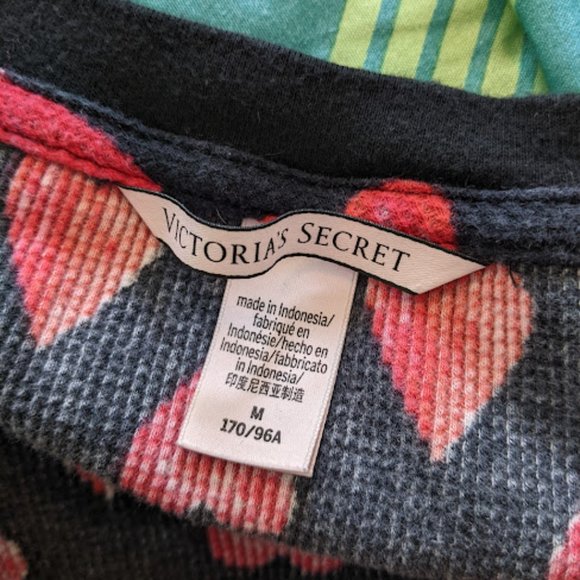 VICTORIA'S SECRET
made in Indonesia/
fabriqué en
Indonésie/hecho en
Indonesia/fabbricato
in Indonesia/
印度尼西亚制造
M
170/96A